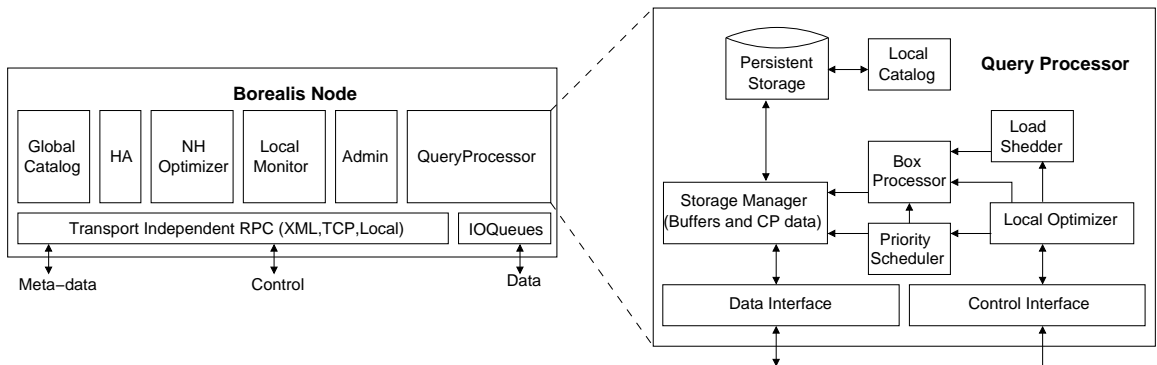 Borealis Node
Global
Catalog
HA
NH
Optimizer
Local
Monitor
Admin
QueryProcessor
Transport Independent RPC (XML,TCP,Local)
IOQueues
Meta−data
Control
Data
Query Processor
Persistent
Storage
Local
Catalog
Load
Shedder
Box
Processor
Storage Manager
(Buffers and CP data)
Priority
Scheduler
Local Optimizer
Data Interface
Control Interface